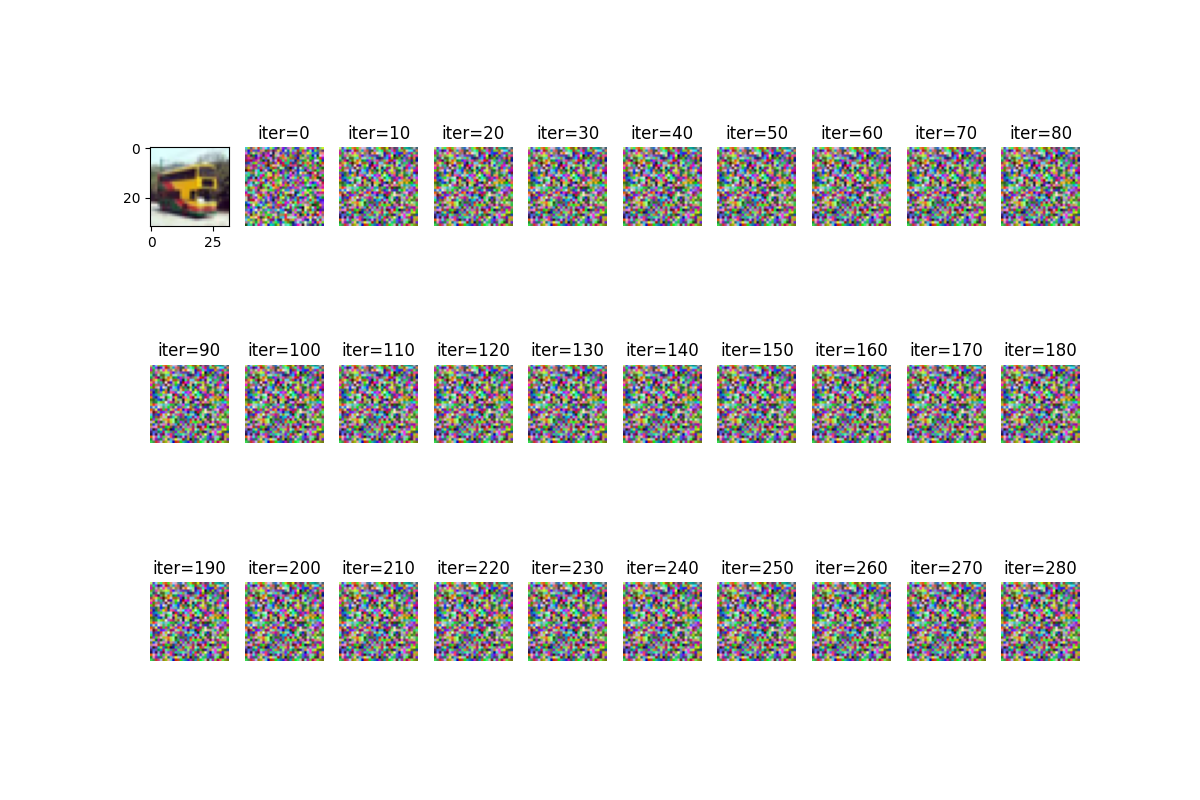 iter=0 iter=10 iter=20 iter=30 iter=40 iter=50 iter=60 iter=70 iter=80
0
20
0 25
iter=90 iter=100 iter=110 iter=120 iter=130 iter=140 iter=150 iter=160 iter=170 iter=180
iter=190 iter=200 iter=210 iter=220 iter=230 iter=240 iter=250 iter=260 iter=270 iter=280